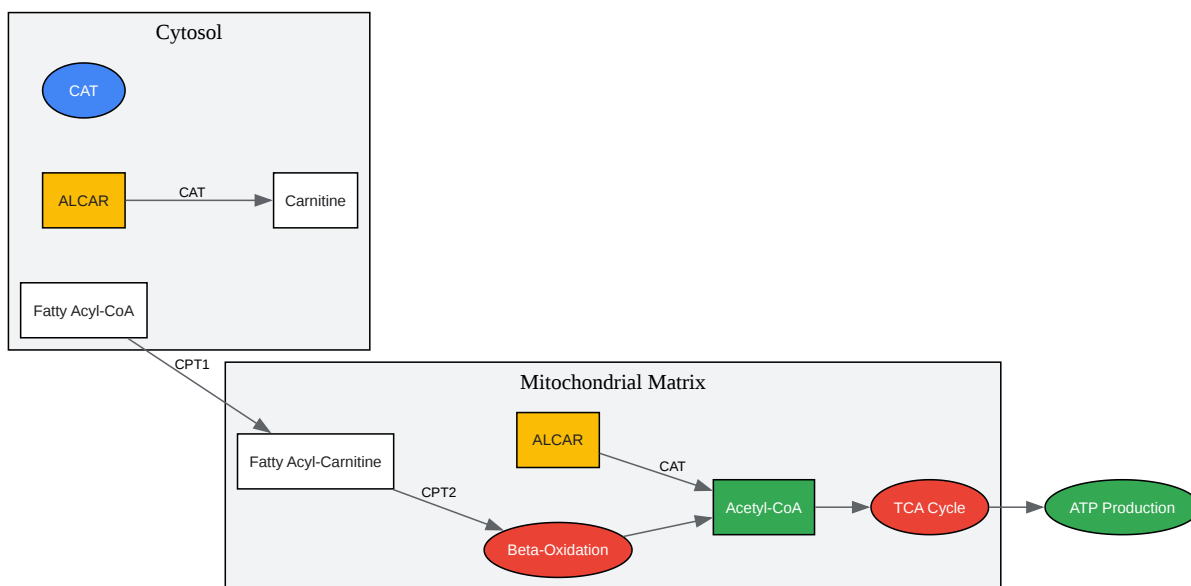 Cytosol
CAT
ALCAR
CAT
Carnitine
Fatty Acyl-CoA
CPT1
Mitochondrial Matrix
ALCAR
Fatty Acyl-Carnitine
CAT
CPT2
Acetyl-CoA
TCA Cycle
ATP Production
Beta-Oxidation